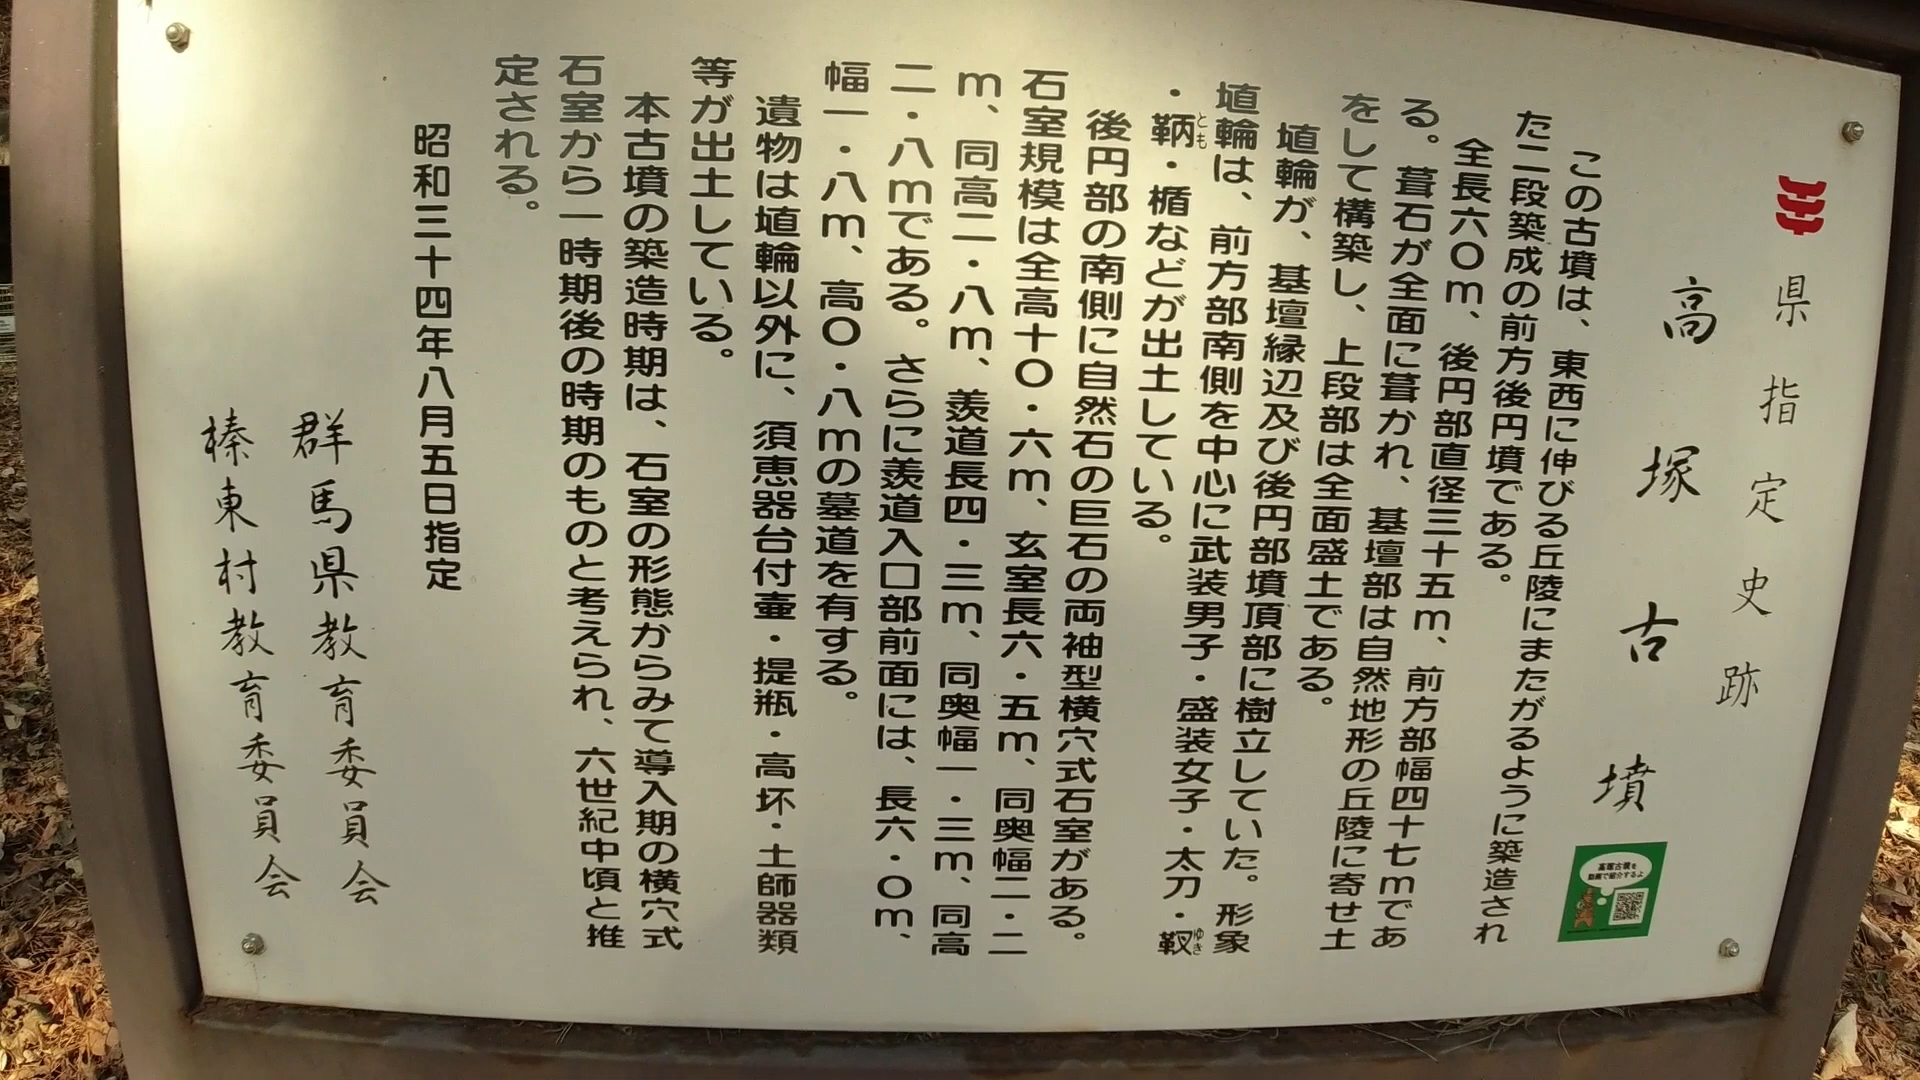 県指定史跡
高塚古墳
この古墳は、東西に伸びる丘陵にまたがるように築造され
た二段築成の前方後円墳である。
全長六〇m、後円部直径三十五m、前方部幅四十七mであ
る。葺石が全面に葺かれ、基壇部は自然地形の丘陵に寄せ土
をして構築し、上段部は全面盛土である。
埴輪が、基壇縁辺及び後円部墳頂部に樹立していた。形象
埴輪は、前方部南側を中心に武装男子・盛装女子・太刀・靫ゆき
・鞆とも・楯などが出土している。
後円部の南側に自然石の巨石の両袖型横穴式石室がある。
石室規模は全高十〇・六m、玄室長六・五m、同奥幅二・二
m、同高二・八m、羨道長四・三m、同奥幅一・三m、同高
二・八mである。さらに羨道入口部前面には、長六・〇m、
幅一・八m、高〇・八mの墓道を有する。
遺物は埴輪以外に、須恵器台付壷・提瓶・高坏・土師器類
等が出土している。
本古墳の築造時期は、石室の形態からみて導入期の横穴式
石室から一時期後の時期のものと考えられ、六世紀中頃と推
定される。
昭和三十四年八月五日指定
群馬県教育委員会
榛東村教育委員会
高塚古墳を
動画で紹介するよ